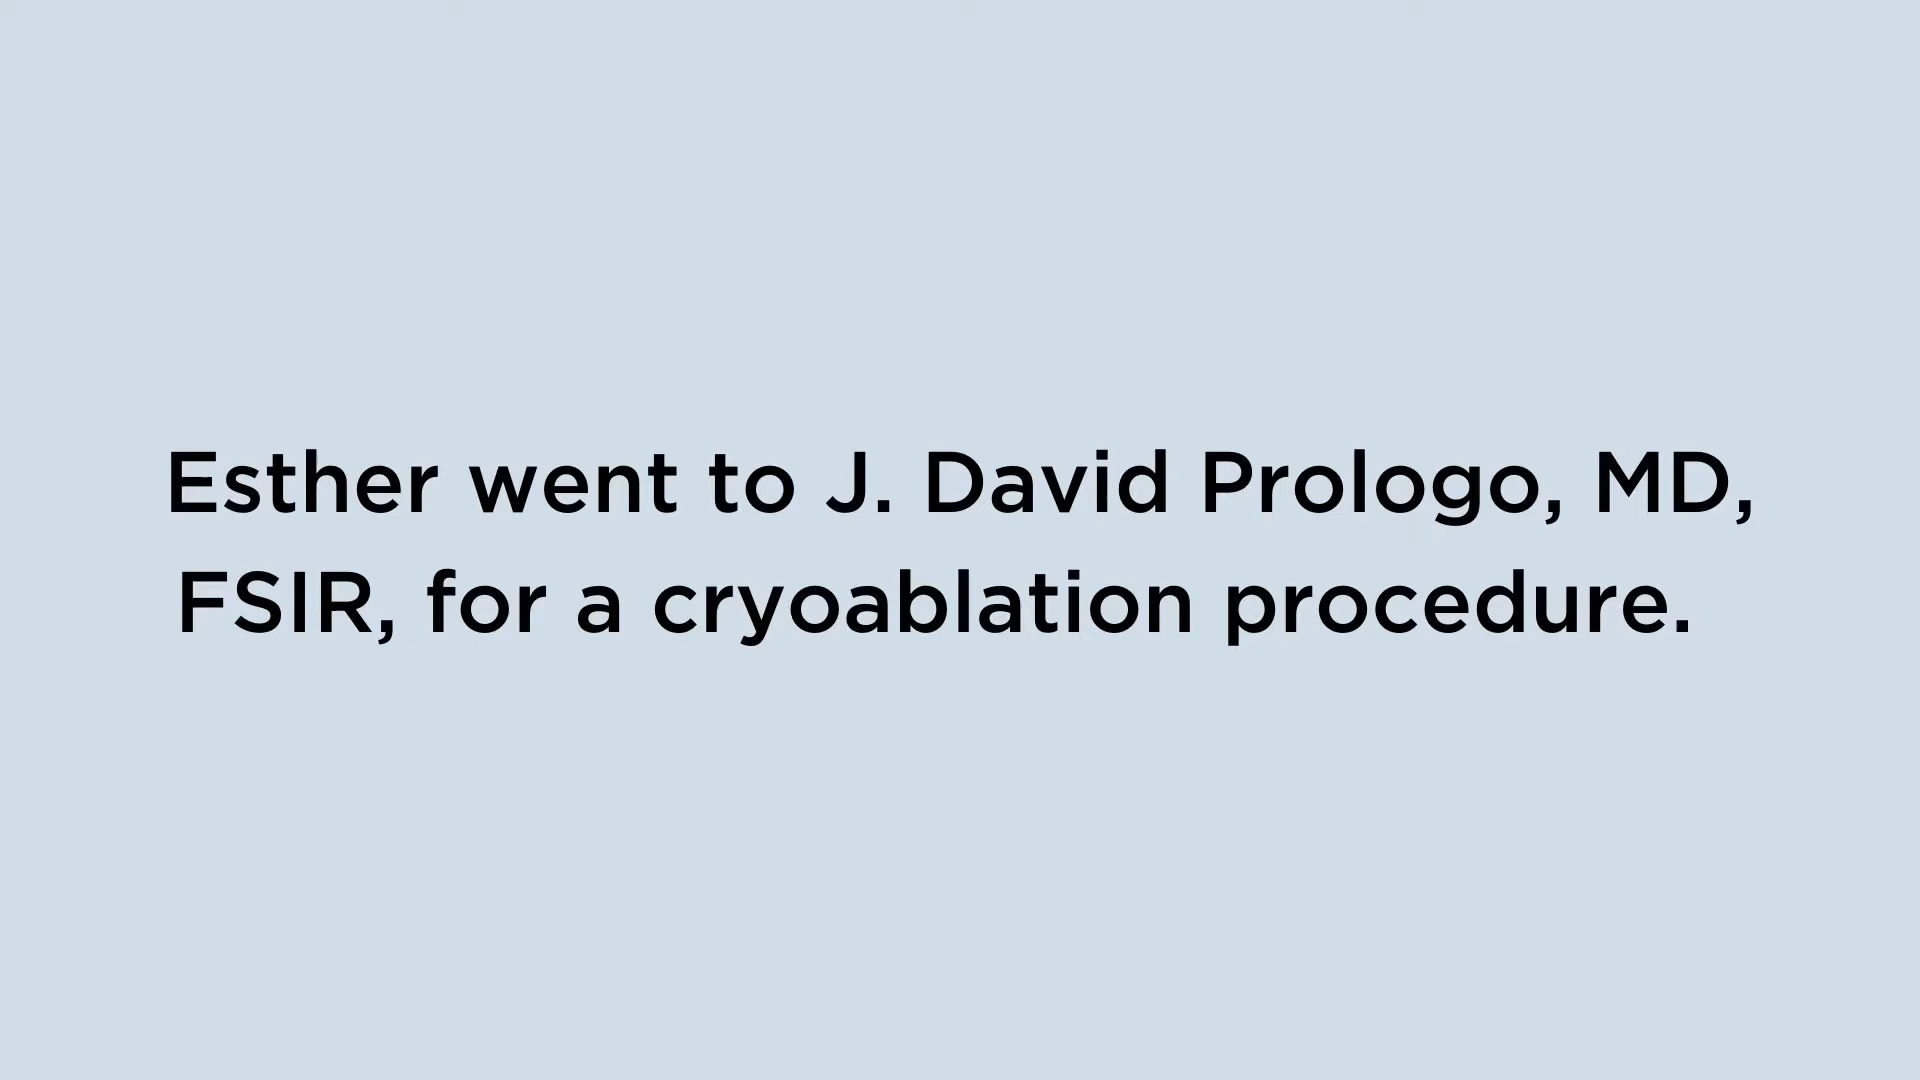 Esther went to J. David Prologo, MD,
FSIR, for a cryoablation procedure.